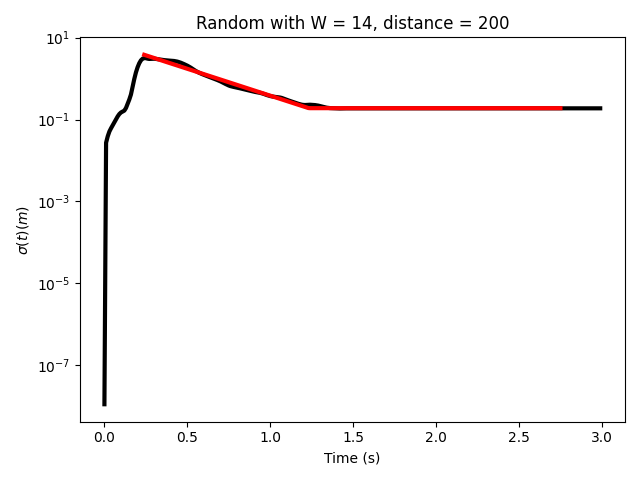 Random with W = 14, distance = 200
10^1
10^{-1}
10^{-3}
10^{-5}
10^{-7}
σ(t)(m)
0.0 0.5 1.0 1.5 2.0 2.5 3.0
Time (s)